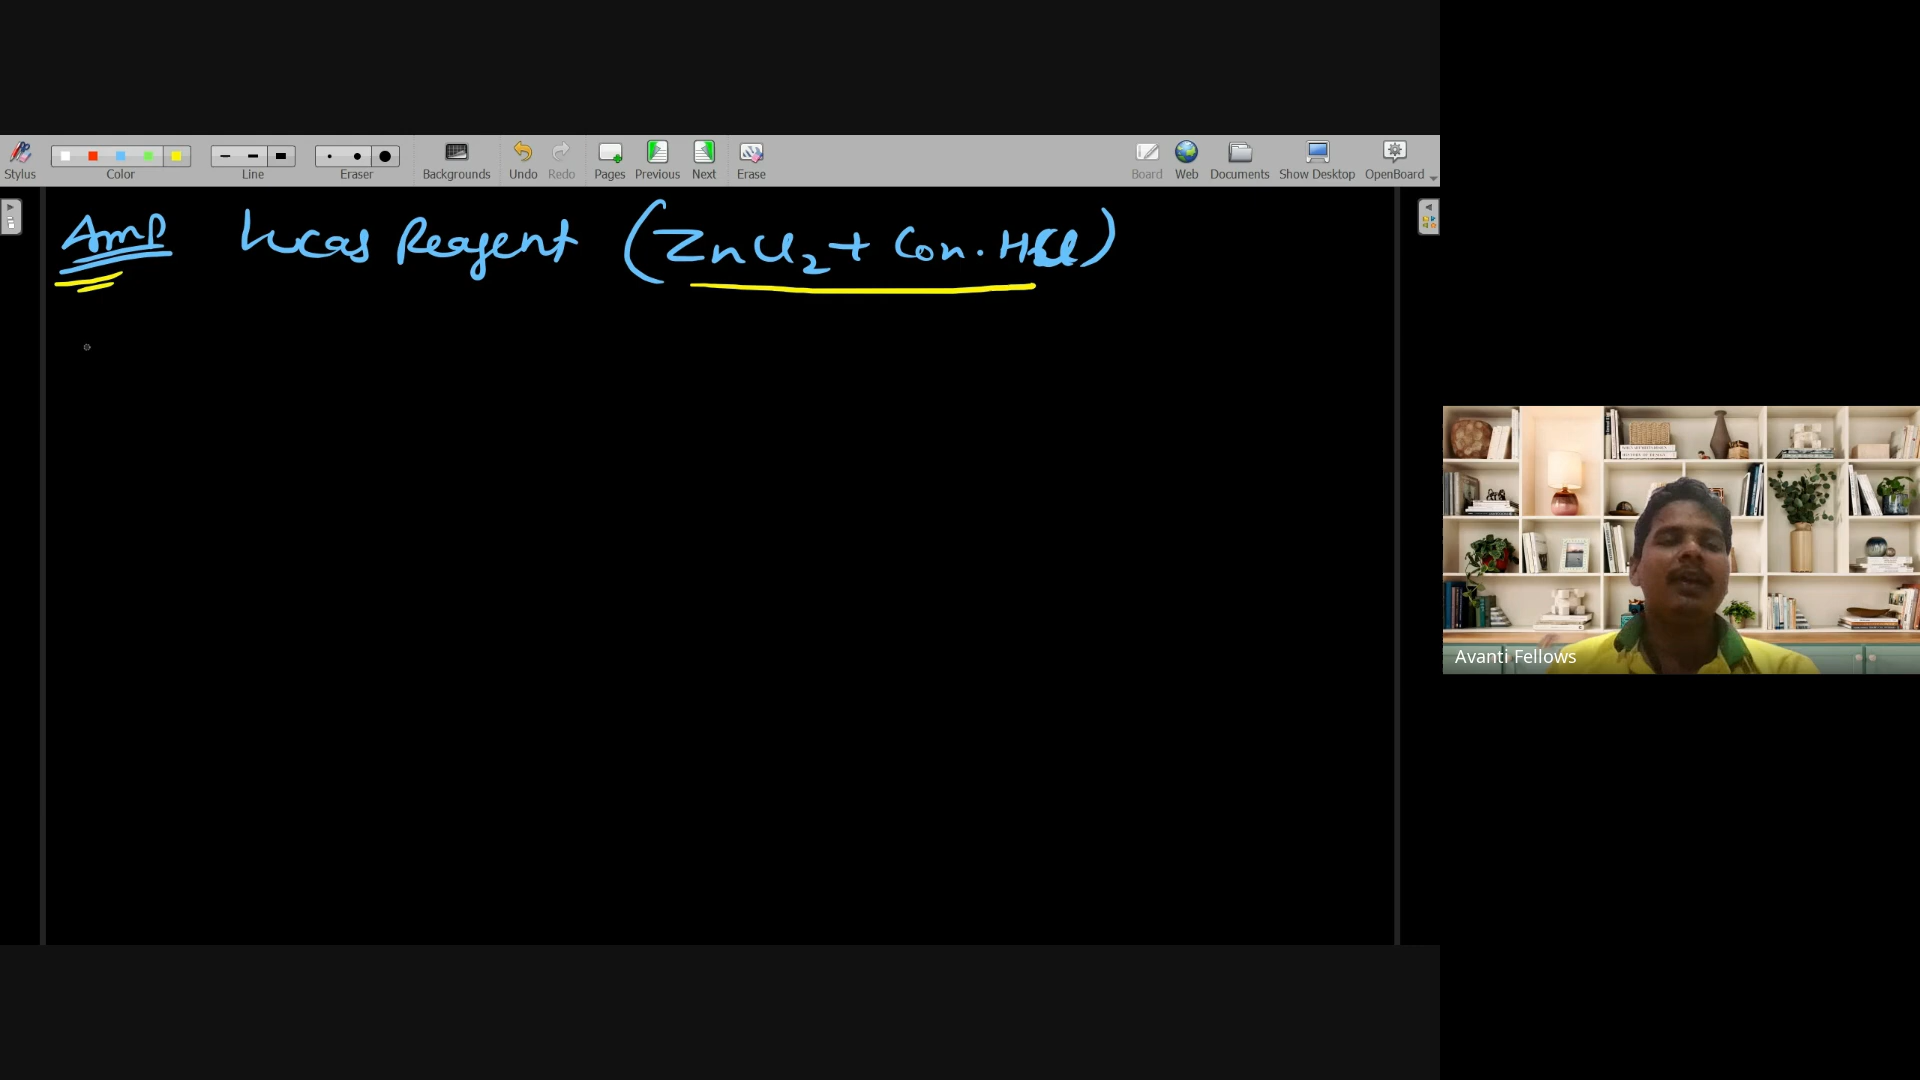 Stylus Color Line Eraser Backgrounds Undo Redo Pages Previous Next Erase Board Web Documents Show Desktop OpenBoard
Imp Lucas Reagent (ZnCl2 + Con. HCl)
Avanti Fellows